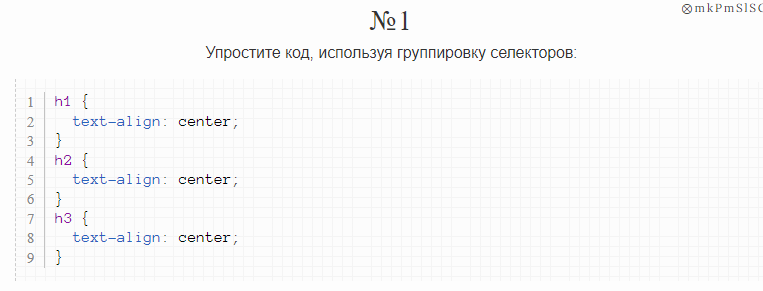 ⊗mkPmSlSG
№1
Упростите код, используя группировку селекторов:
1 h1 {
2 text-align: center;
3 }
4 h2 {
5 text-align: center;
6 }
7 h3 {
8 text-align: center;
9 }